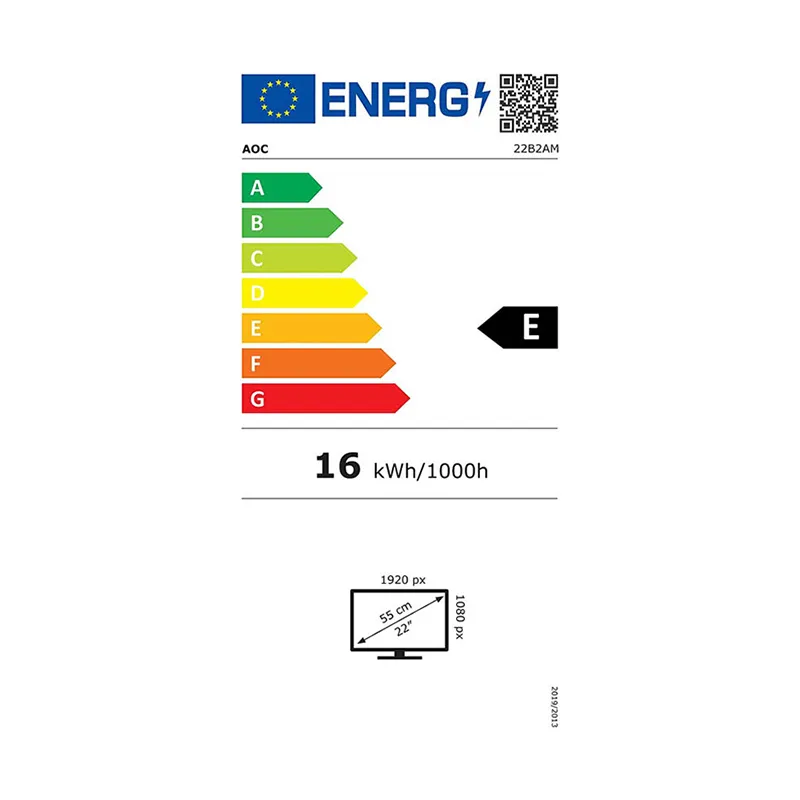 ENERG
AOC 22B2AM
A
B
C
D
E
E
F
G
16 kWh/1000h
1920 px
1080 px
55 cm
22"
2019/2013